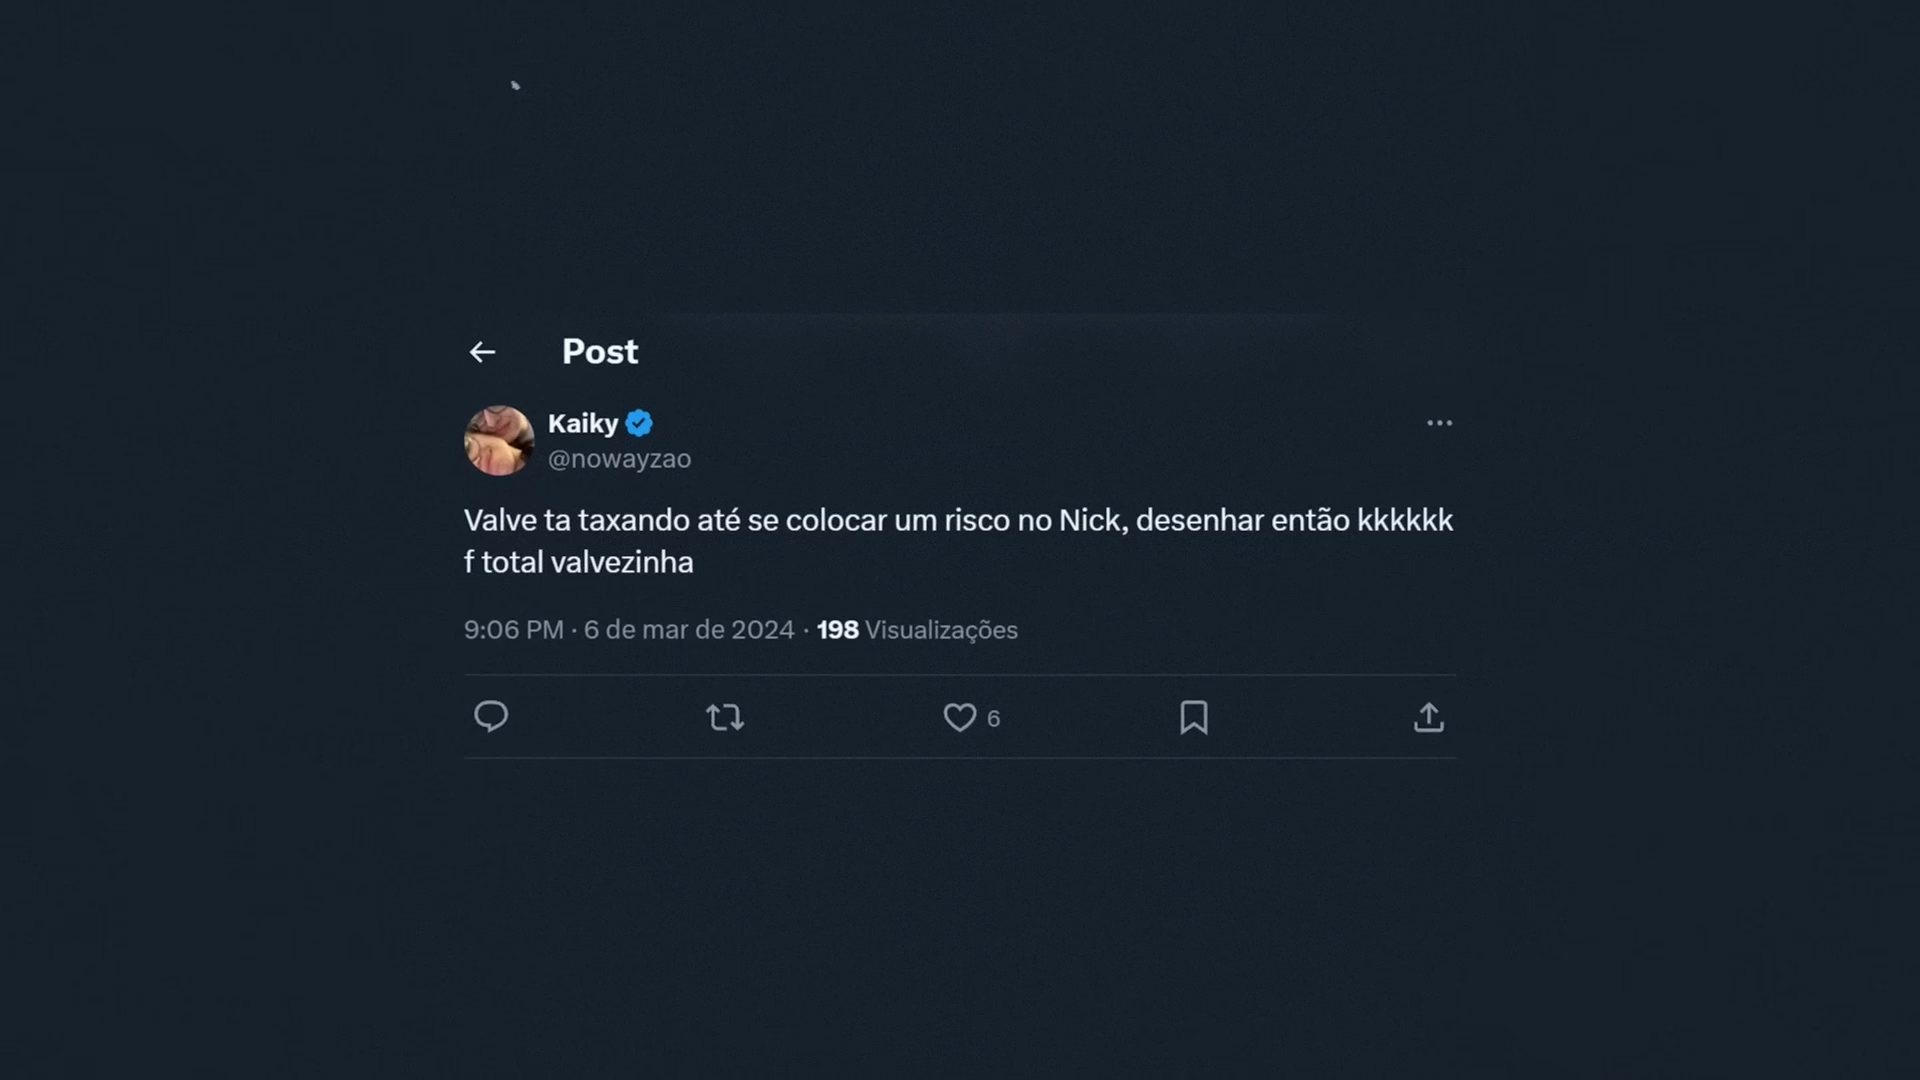 Post
Kaiky
@nowayzao
Valve ta taxando até se colocar um risco no Nick, desenhar então kkkkkk
f total valvezinha
9:06 PM · 6 de mar de 2024 · 198 Visualizações
6